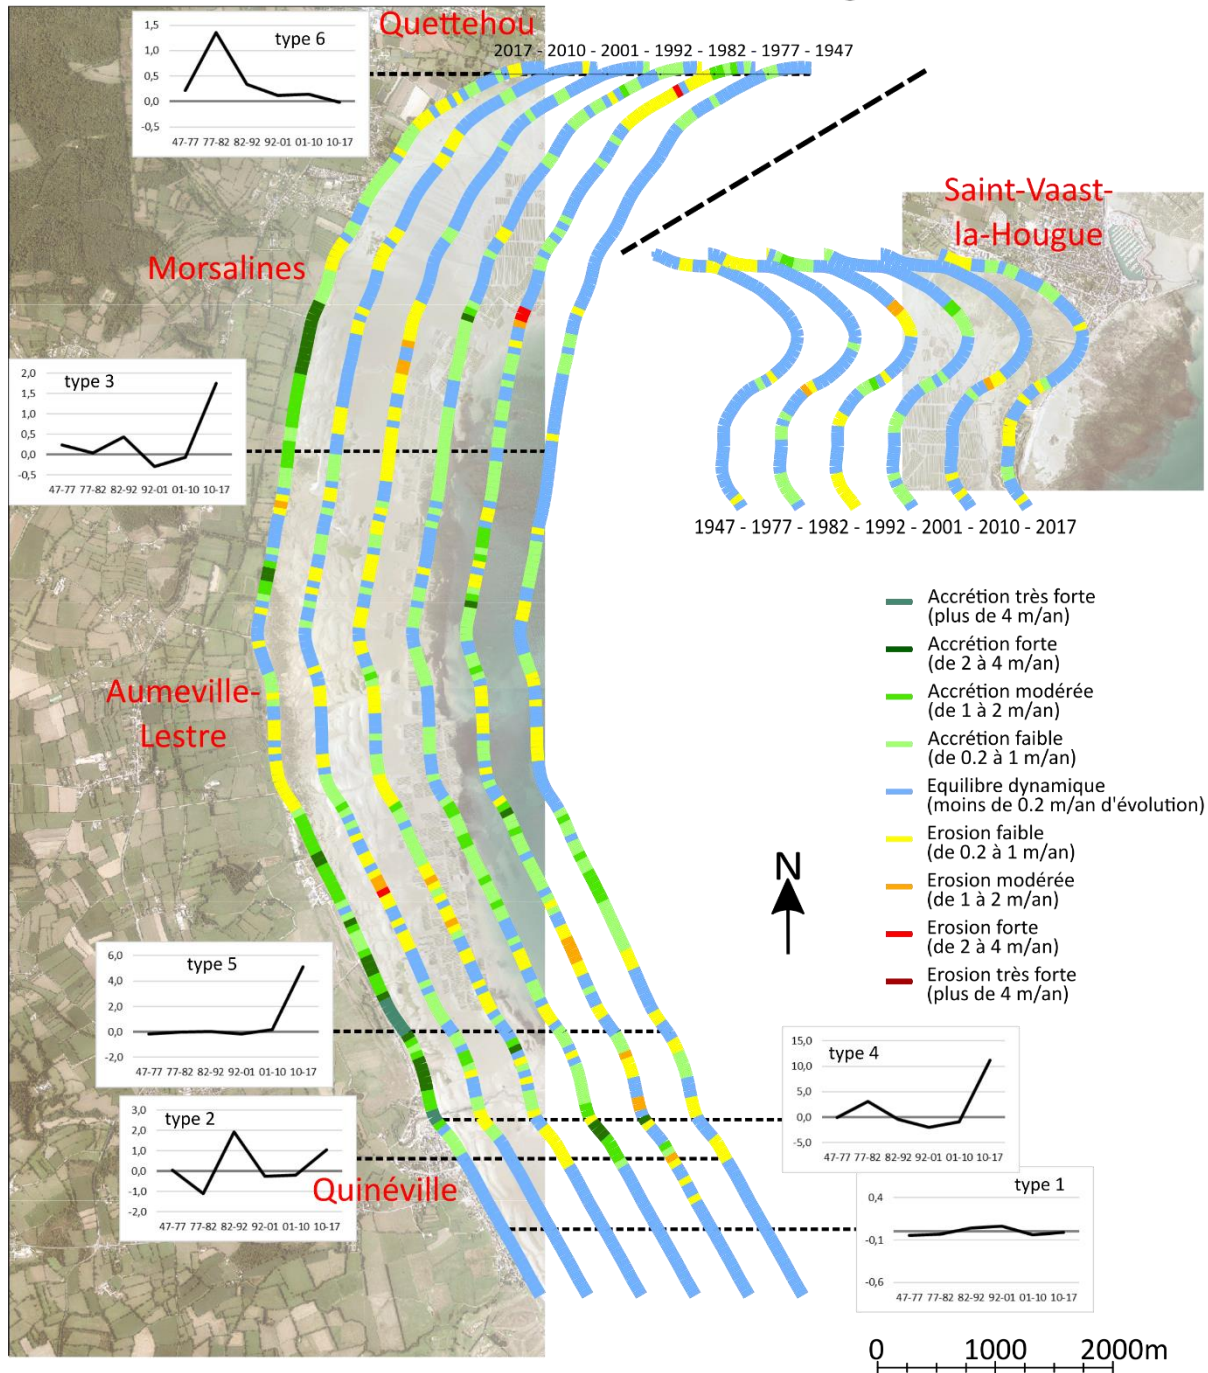 Quettehou
2017 - 2010 - 2001 - 1992 - 1982 - 1977 - 1947
type 6
1,5
1,0
0,5
0,0
-0,5
47-77 77-82 82-92 92-01 01-10 10-17
Saint-Vaast-
la-Hougue
Morsalines
type 3
2,0
1,5
1,0
0,5
0,0
-0,5
47-77 77-82 82-92 92-01 01-10 10-17
1947 - 1977 - 1982 - 1992 - 2001 - 2010 - 2017
Accrétion très forte
(plus de 4 m/an)
Accrétion forte
(de 2 à 4 m/an)
Accrétion modérée
(de 1 à 2 m/an)
Accrétion faible
(de 0.2 à 1 m/an)
Equilibre dynamique
(moins de 0.2 m/an d'évolution)
Erosion faible
(de 0.2 à 1 m/an)
Erosion modérée
(de 1 à 2 m/an)
Erosion forte
(de 2 à 4 m/an)
Erosion très forte
(plus de 4 m/an)
Aumeville-
Lestre
N
type 5
6,0
4,0
2,0
0,0
-2,0
47-77 77-82 82-92 92-01 01-10 10-17
type 4
15,0
10,0
5,0
0,0
-5,0
47-77 77-82 82-92 92-01 01-10 10-17
type 2
3,0
2,0
1,0
0,0
-1,0
-2,0
47-77 77-82 82-92 92-01 01-10 10-17
Quinéville
type 1
0,4
-0,1
-0,6
47-77 77-82 82-92 92-01 01-10 10-17
0 1000 2000m